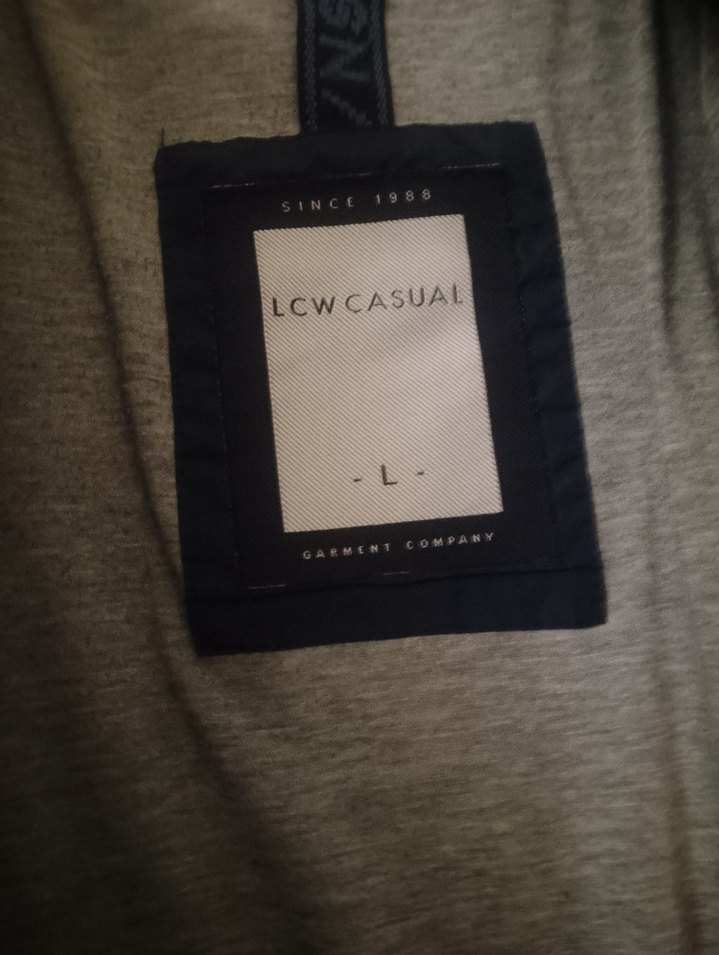 SINCE 1988
LCW CASUAL
- L -
GARMENT COMPANY